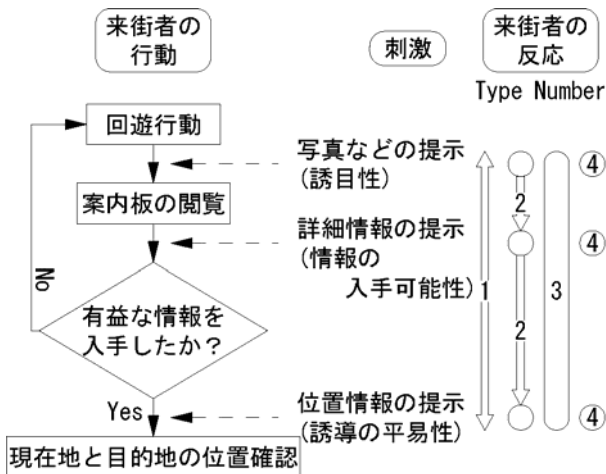 来街者の
行動
刺激
来街者の
反応
Type Number
回遊行動
写真などの提示
(誘目性)
案内板の閲覧
詳細情報の提示
(情報の
入手可能性)
No
有益な情報を
入手したか？
Yes
位置情報の提示
(誘導の平易性)
現在地と目的地の位置確認
1
2
2
3
④
④
④